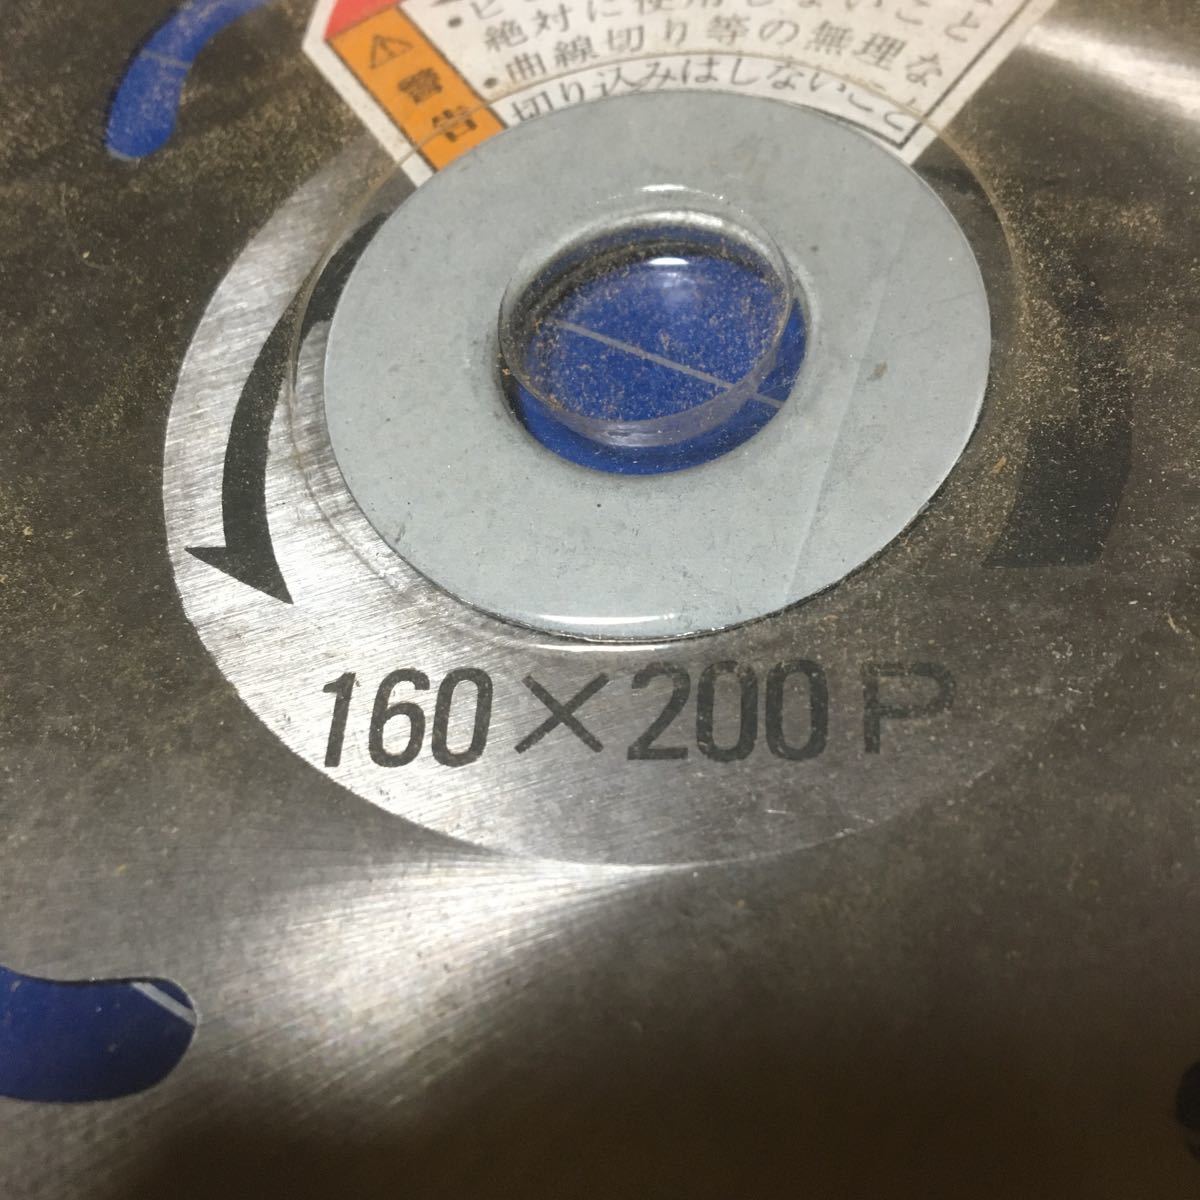 絶対に使用しないこと
・曲線切り等の無理な
切り込みはしないこと
警告
160×200P